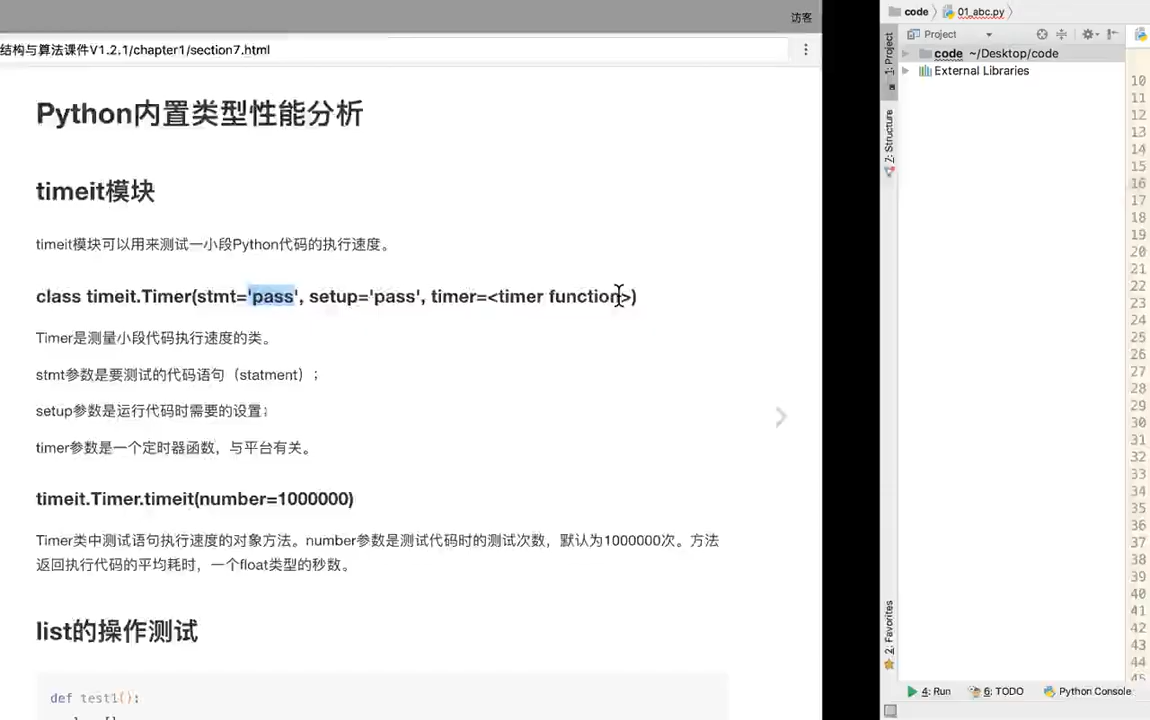 访客
结构与算法课件V1.2.1/chapter1/section7.html
Python内置类型性能分析
timeit模块
timeit模块可以用来测试一小段Python代码的执行速度。
class timeit.Timer(stmt='pass', setup='pass', timer=<timer function>)
Timer是测量小段代码执行速度的类。
stmt参数是要测试的代码语句（statment）；
setup参数是运行代码时需要的设置；
timer参数是一个定时器函数，与平台有关。
timeit.Timer.timeit(number=1000000)
Timer类中测试语句执行速度的对象方法。number参数是测试代码时的测试次数，默认为1000000次。方法
返回执行代码的平均耗时，一个float类型的秒数。
list的操作测试
def test1():
code
01_abc.py
Project
code ~/Desktop/code
External Libraries
1: Project
7: Structure
2: Favorites
10
11
12
13
14
15
16
17
18
19
20
21
22
23
24
25
26
27
28
29
30
31
32
33
34
35
36
37
38
39
40
41
42
43
44
45
4: Run
6: TODO
Python Console